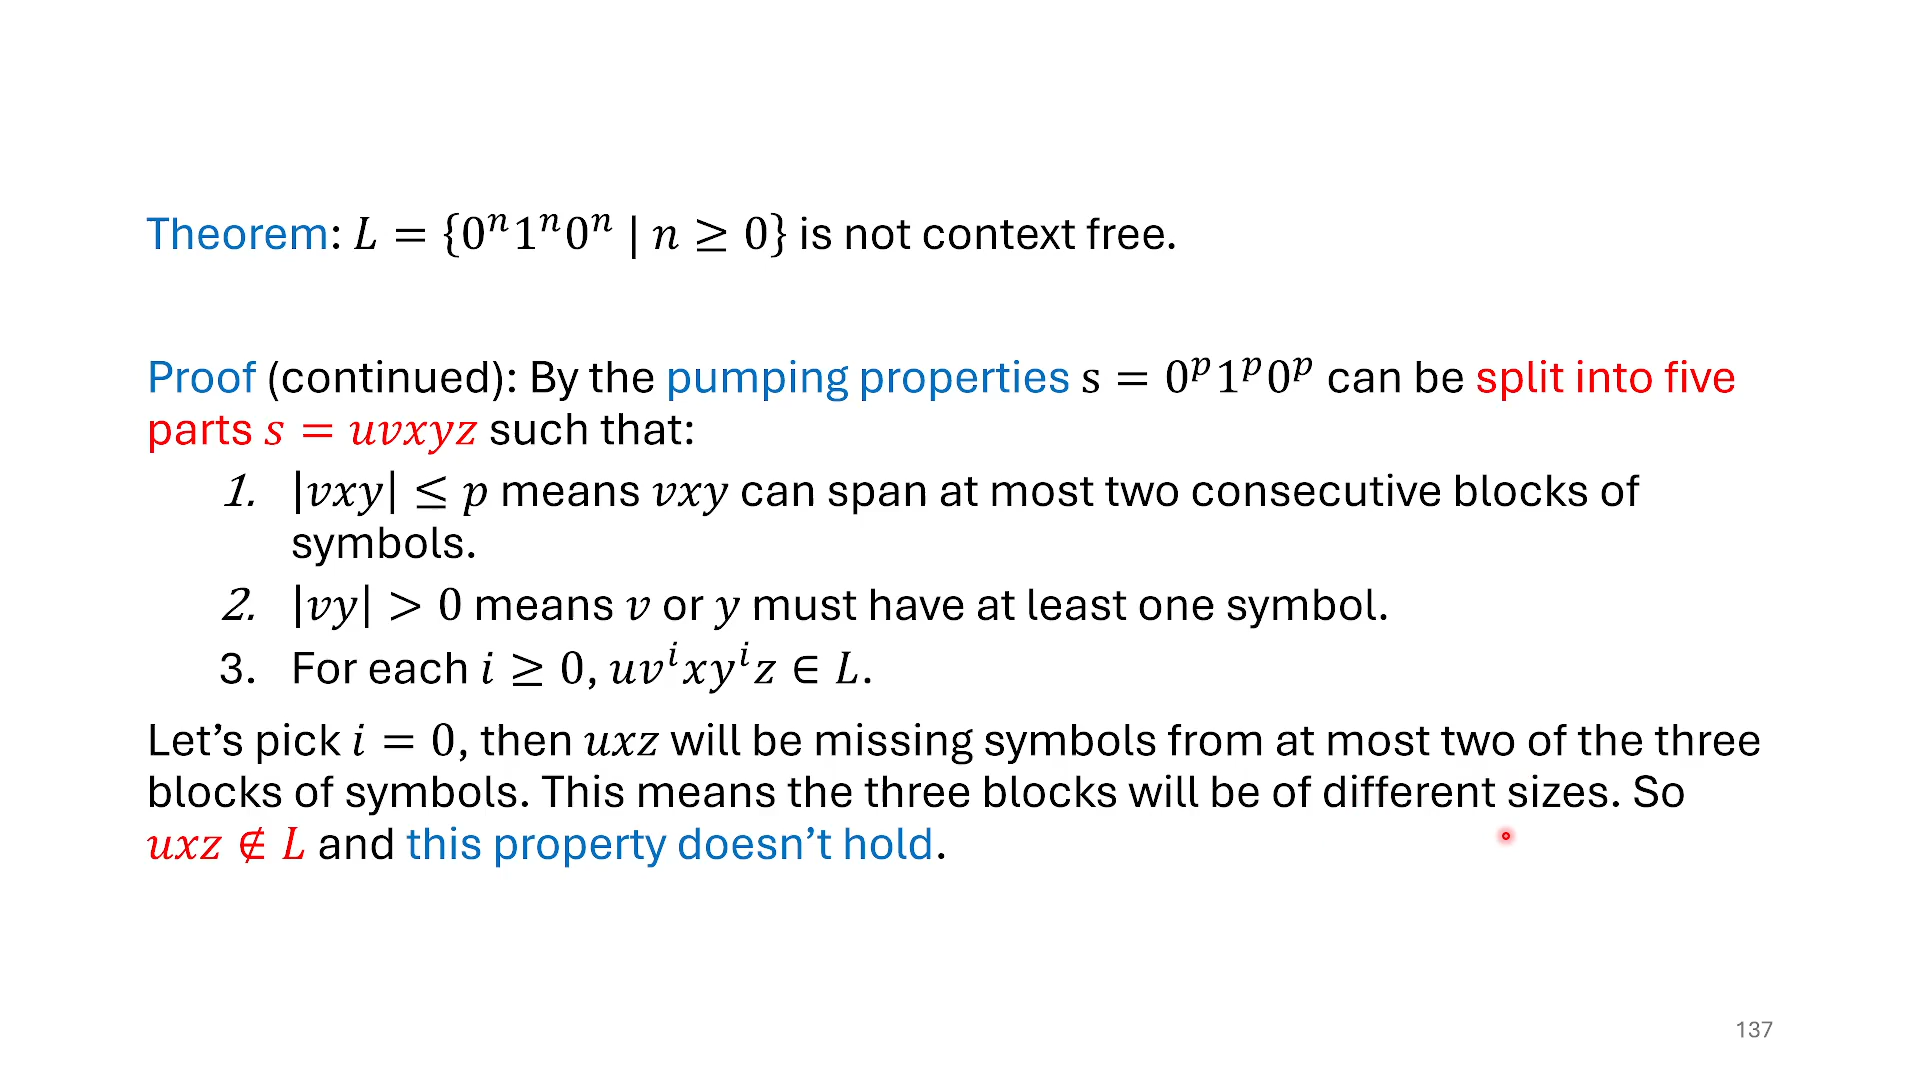 Theorem: 𝐿 = {0ⁿ1ⁿ0ⁿ | 𝑛 ≥ 0} is not context free.
Proof (continued): By the pumping properties s = 0ᵖ1ᵖ0ᵖ can be split into five
parts 𝑠 = 𝑢𝑣𝑥𝑦𝑧 such that:
1. |𝑣𝑥𝑦| ≤ 𝑝 means 𝑣𝑥𝑦 can span at most two consecutive blocks of
symbols.
2. |𝑣𝑦| > 0 means 𝑣 or 𝑦 must have at least one symbol.
3. For each 𝑖 ≥ 0, 𝑢𝑣ⁱ𝑥𝑦ⁱ𝑧 ∈ 𝐿.
Let’s pick 𝑖 = 0, then 𝑢𝑥𝑧 will be missing symbols from at most two of the three
blocks of symbols. This means the three blocks will be of different sizes. So
𝑢𝑥𝑧 ∉ 𝐿 and this property doesn’t hold.
137